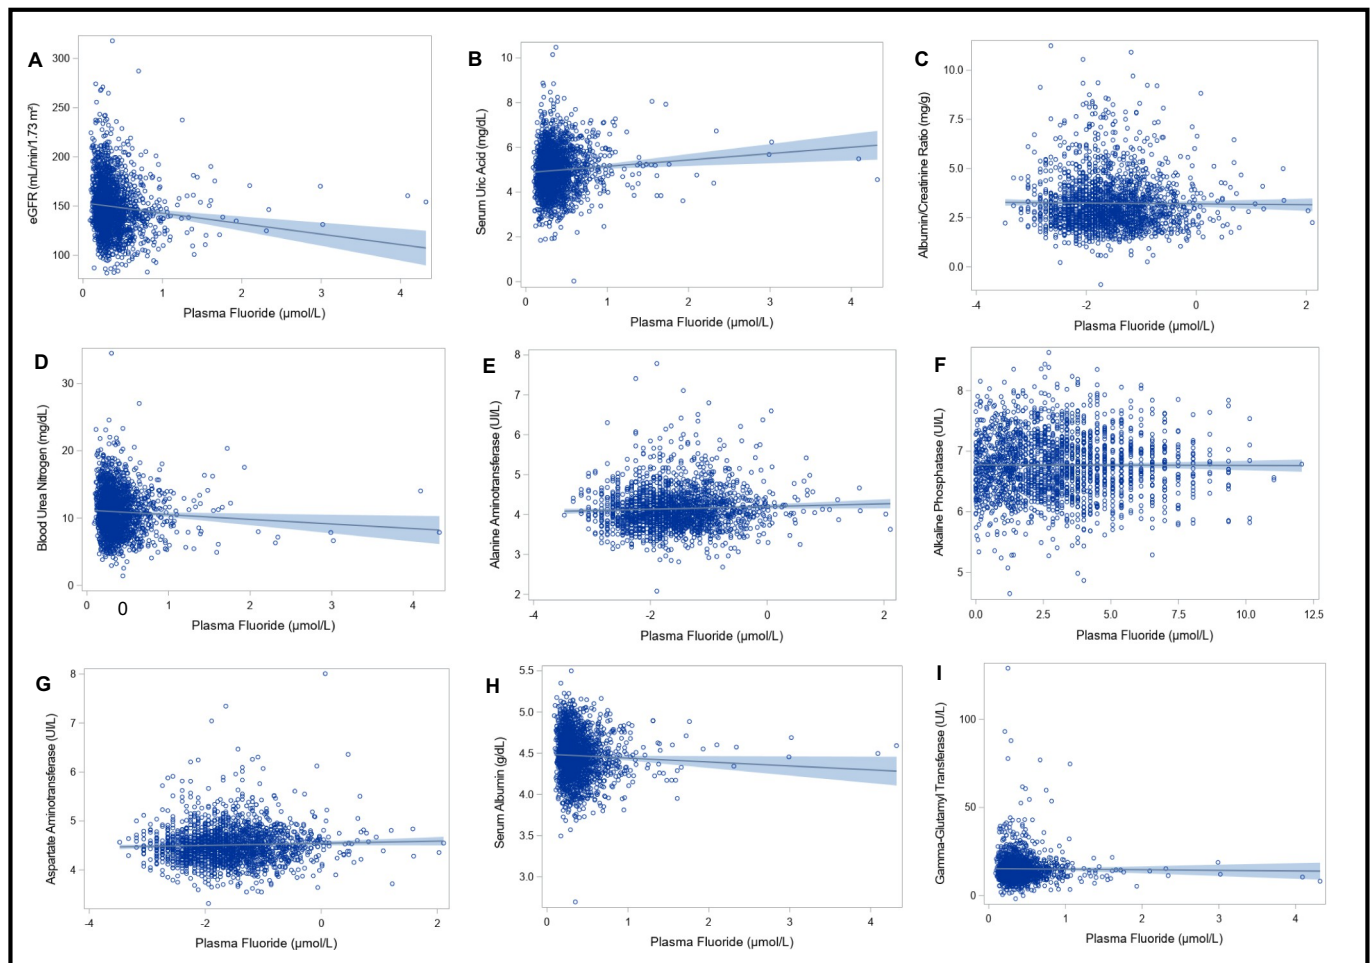 A
eGFR (mL/min/1.73 m²)
300
250
200
150
100
0 1 2 3 4
Plasma Fluoride (µmol/L)
B
Serum Uric Acid (mg/dL)
10
8
6
4
2
0
0 1 2 3 4
Plasma Fluoride (µmol/L)
C
Albumin/Creatinine Ratio (mg/g)
10.0
7.5
5.0
2.5
0.0
-4 -2 0 2
Plasma Fluoride (µmol/L)
D
Blood Urea Nitrogen (mg/dL)
30
20
10
0
0 1 2 3 4
0
Plasma Fluoride (µmol/L)
E
Alanine Aminotransferase (UI/L)
8
7
6
5
4
3
2
-4 -2 0 2
Plasma Fluoride (µmol/L)
F
Alkaline Phosphatase (UI/L)
8
7
6
5
0.0 2.5 5.0 7.5 10.0 12.5
Plasma Fluoride (µmol/L)
G
Aspartate Aminotransferase (UI/L)
8
7
6
5
4
-4 -2 0 2
Plasma Fluoride (µmol/L)
H
Serum Albumin (g/dL)
5.5
5.0
4.5
4.0
3.5
3.0
0 1 2 3 4
Plasma Fluoride (µmol/L)
I
Gamma-Glutamyl Transferase (U/L)
100
50
0
0 1 2 3 4
Plasma Fluoride (µmol/L)